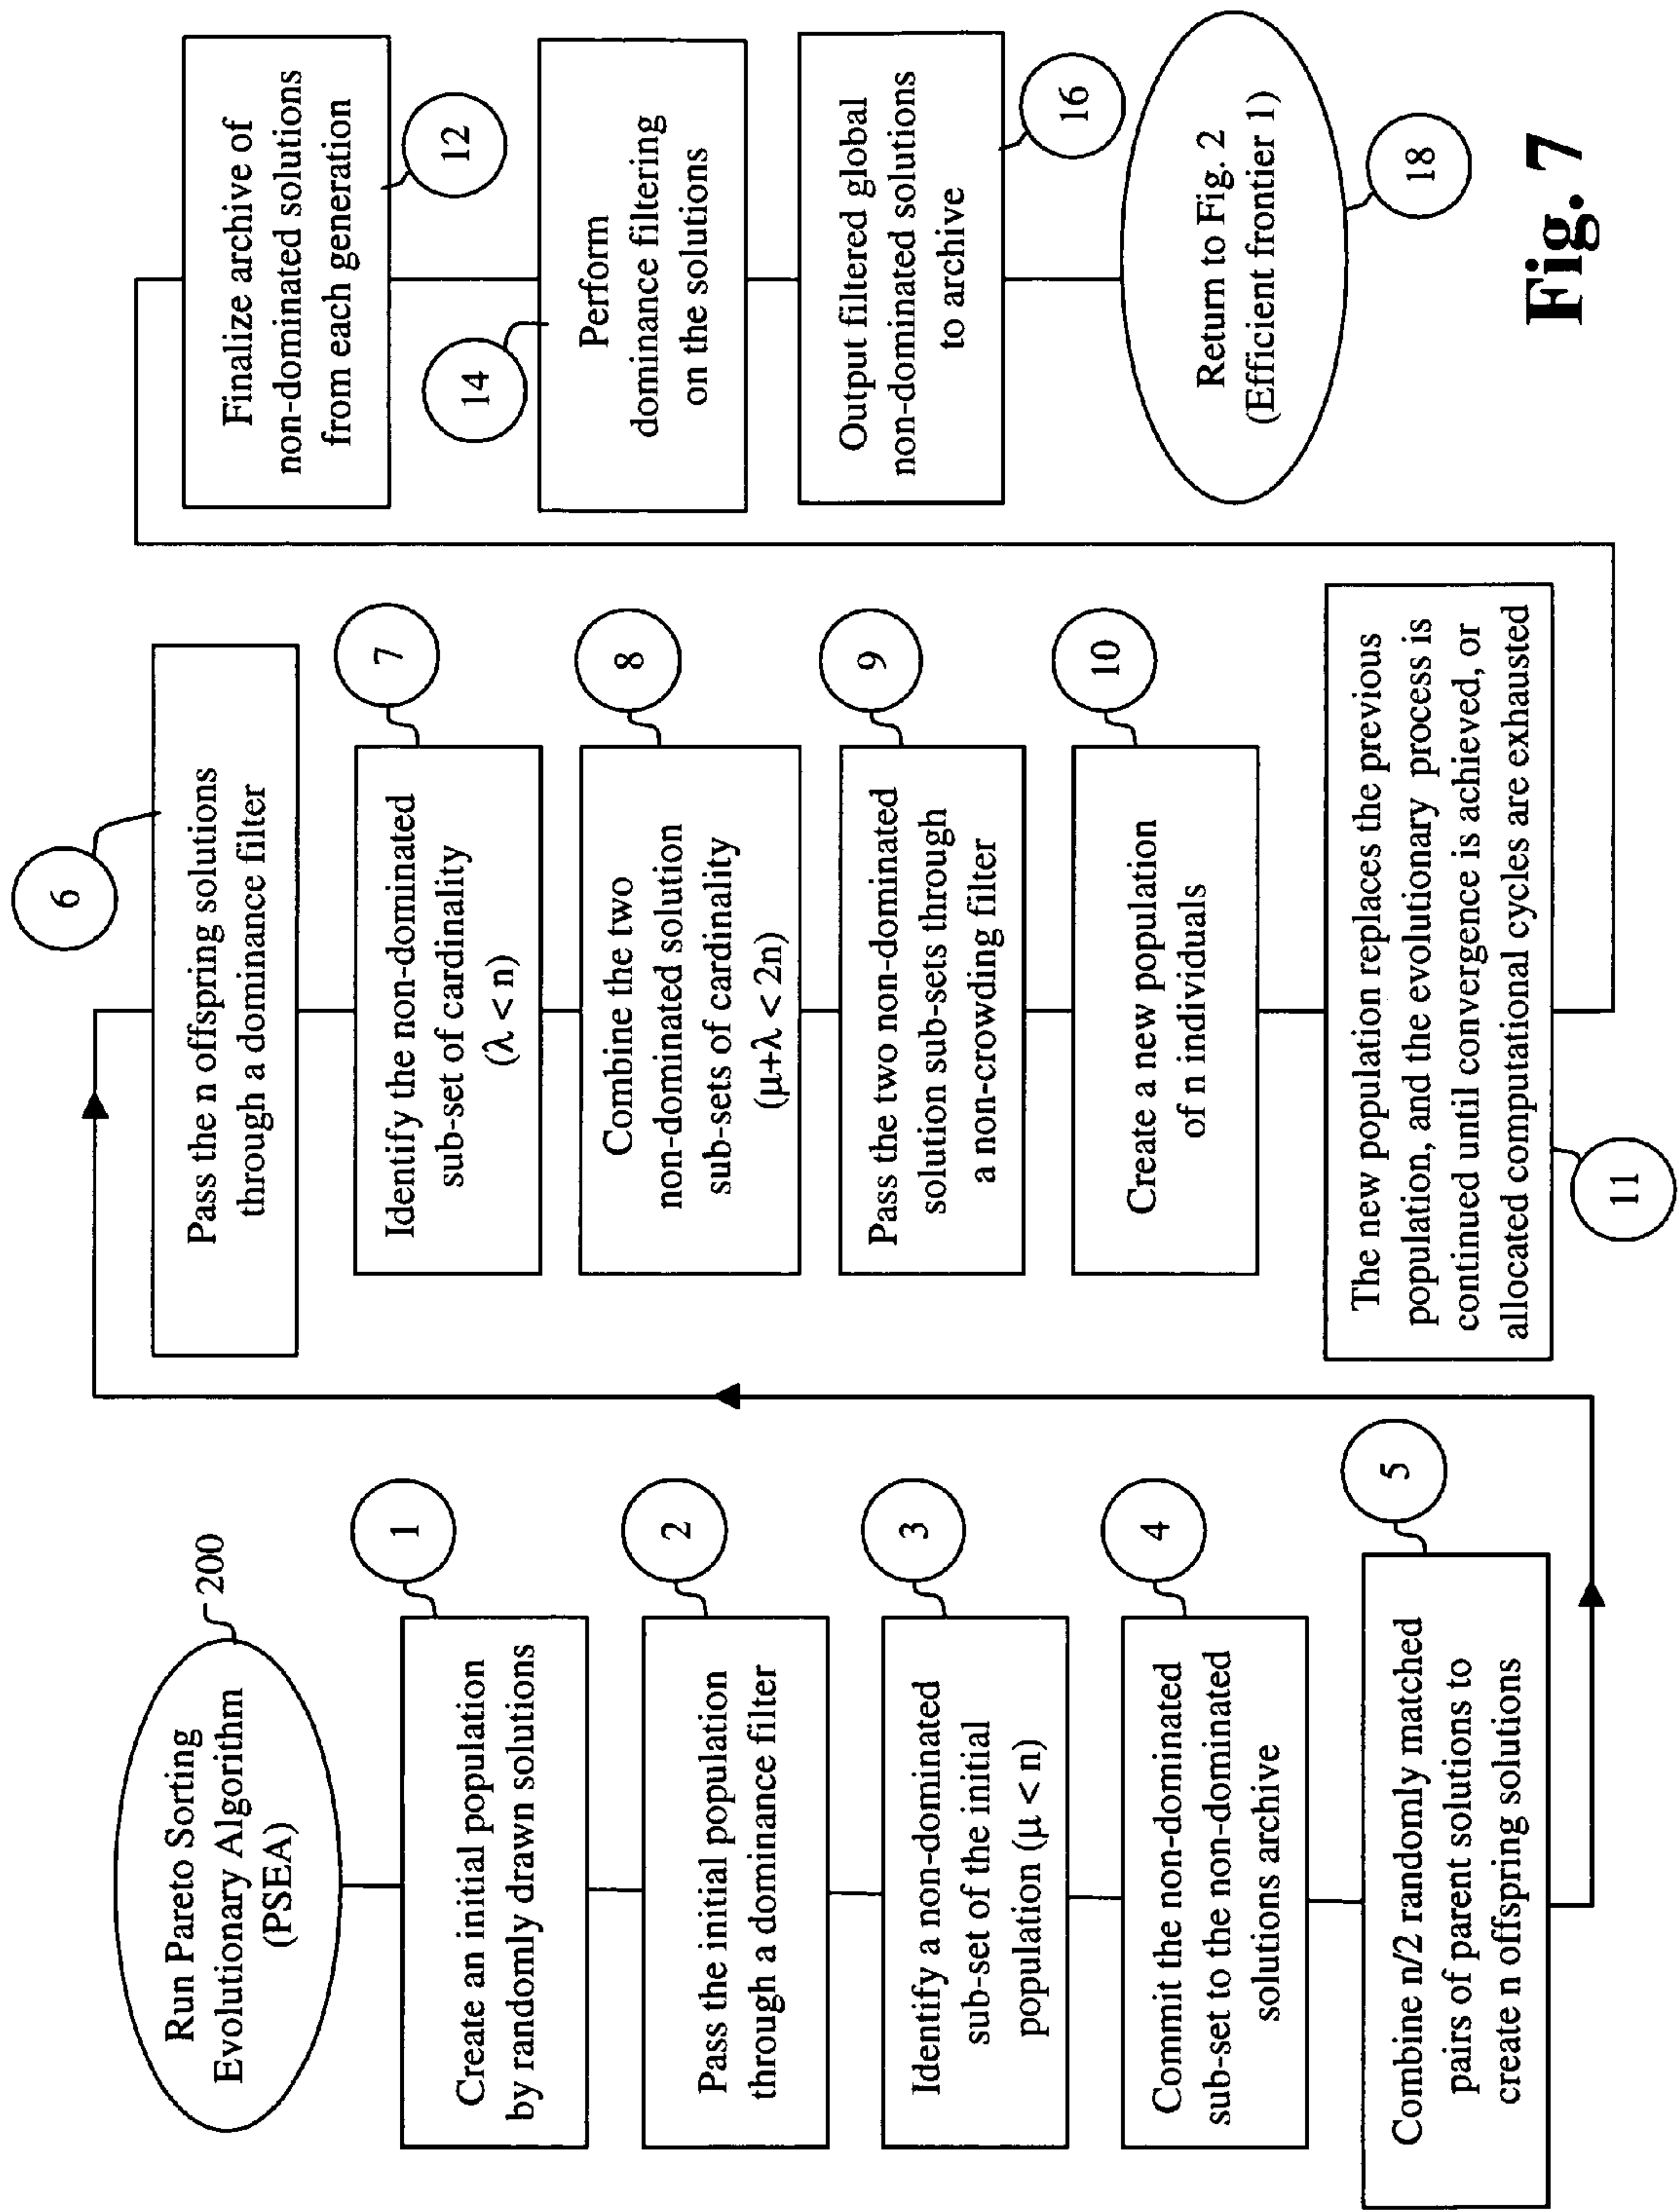 Run Pareto Sorting
Evolutionary Algorithm
(PSEA)
200
Create an initial population
by randomly drawn solutions
1
Pass the initial population
through a dominance filter
2
Identify a non-dominated
sub-set of the initial
population (μ < n)
3
Commit the non-dominated
sub-set to the non-dominated
solutions archive
4
Combine n/2 randomly matched
pairs of parent solutions to
create n offspring solutions
5
Pass the n offspring solutions
through a dominance filter
6
Identify the non-dominated
sub-set of cardinality
(λ < n)
7
Combine the two
non-dominated solution
sub-sets of cardinality
(μ+λ < 2n)
8
Pass the two non-dominated
solution sub-sets through
a non-crowding filter
9
Create a new population
of n individuals
10
The new population replaces the previous
population, and the evolutionary process is
continued until convergence is achieved, or
allocated computational cycles are exhausted
11
Finalize archive of
non-dominated solutions
from each generation
12
Perform
dominance filtering
on the solutions
14
Output filtered global
non-dominated solutions
to archive
16
Return to Fig. 2
(Efficient frontier 1)
18
Fig. 7